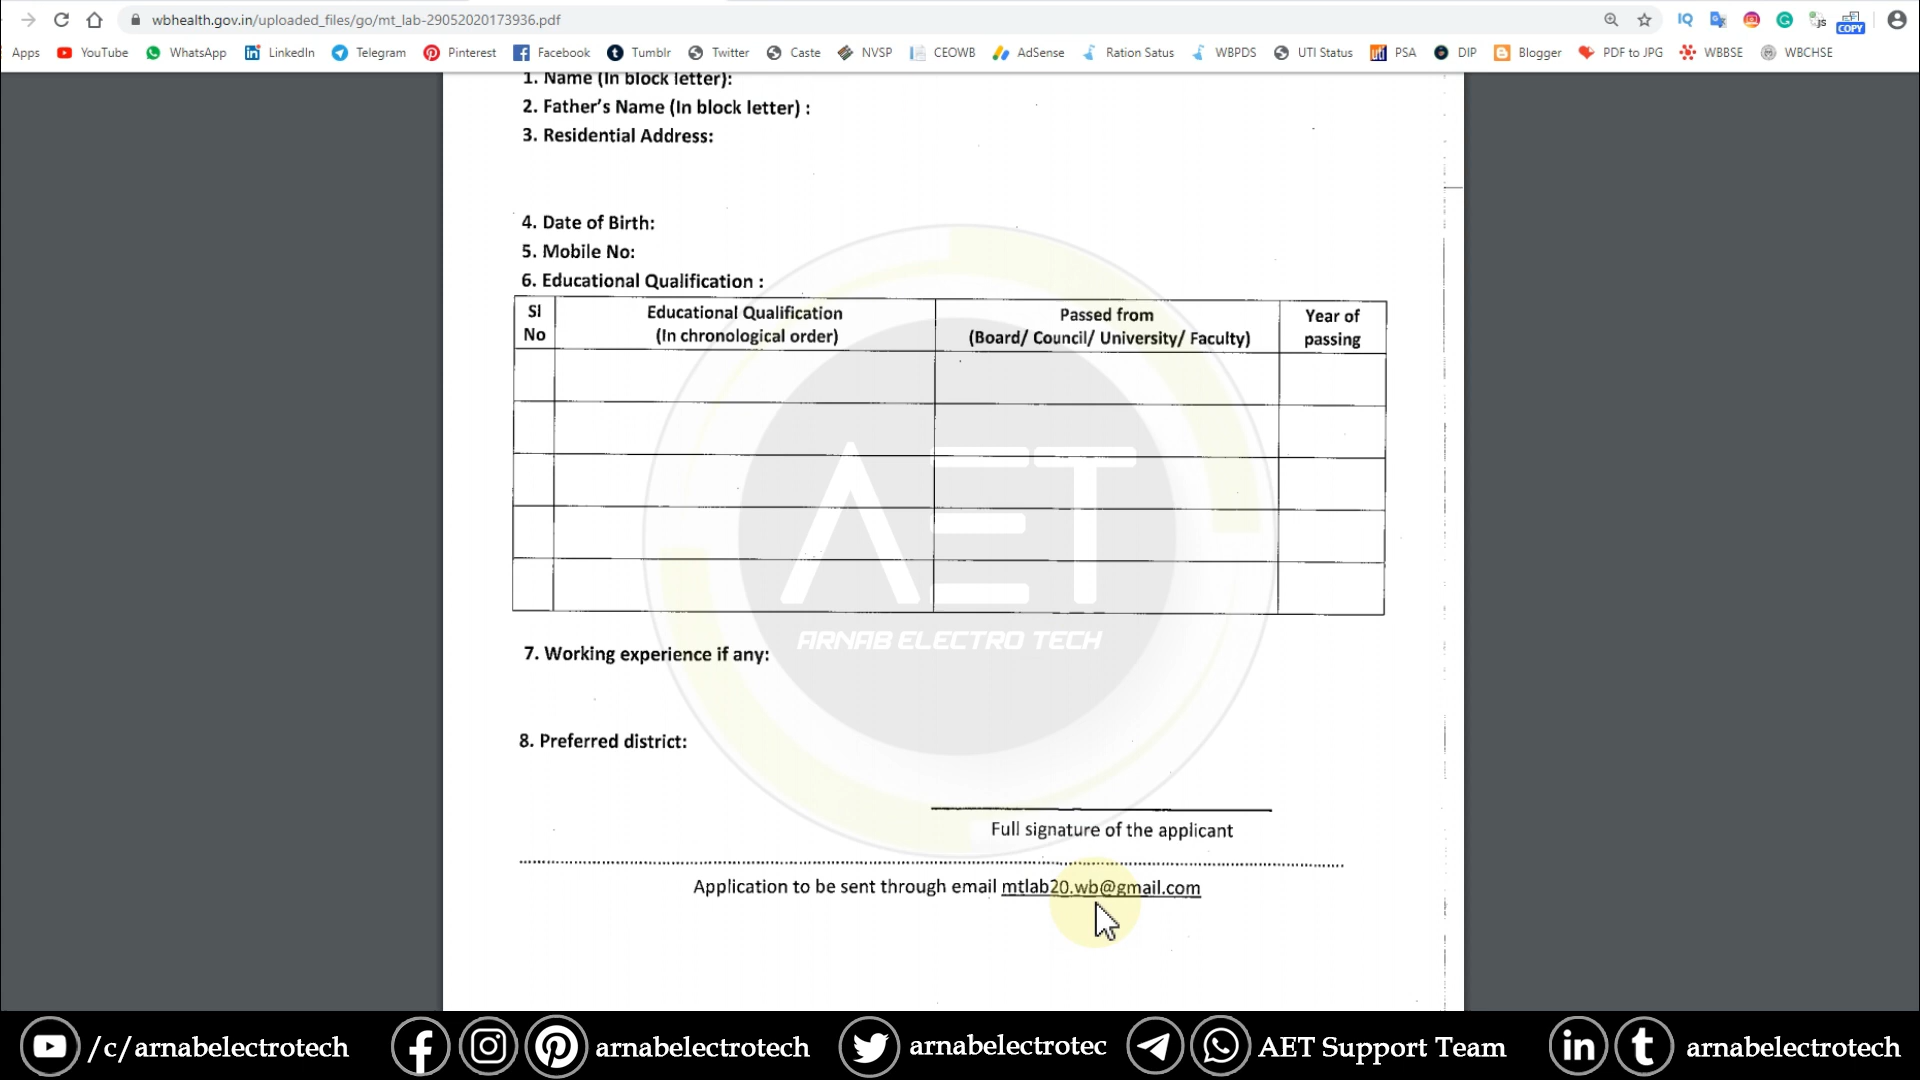 wbhealth.gov.in/uploaded_files/go/mt_lab-29052020173936.pdf
IQ
js
COPY
Apps YouTube WhatsApp LinkedIn Telegram Pinterest Facebook Tumblr Twitter Caste NVSP CEOWB AdSense Ration Satus WBPDS UTI Status uti PSA DIP Blogger PDF to JPG WBBSE WBCHSE
1. Name (In block letter):
2. Father's Name (In block letter) :
3. Residential Address:
4. Date of Birth:
5. Mobile No:
6. Educational Qualification :
Sl No
Educational Qualification
(In chronological order)
Passed from
(Board/ Council/ University/ Faculty)
Year of
passing
AET
ARNAB ELECTRO TECH
7. Working experience if any:
8. Preferred district:
Full signature of the applicant
Application to be sent through email mtlab20.wb@gmail.com
/c/arnabelectrotech arnabelectrotech arnabelectrotec AET Support Team in t arnabelectrotech